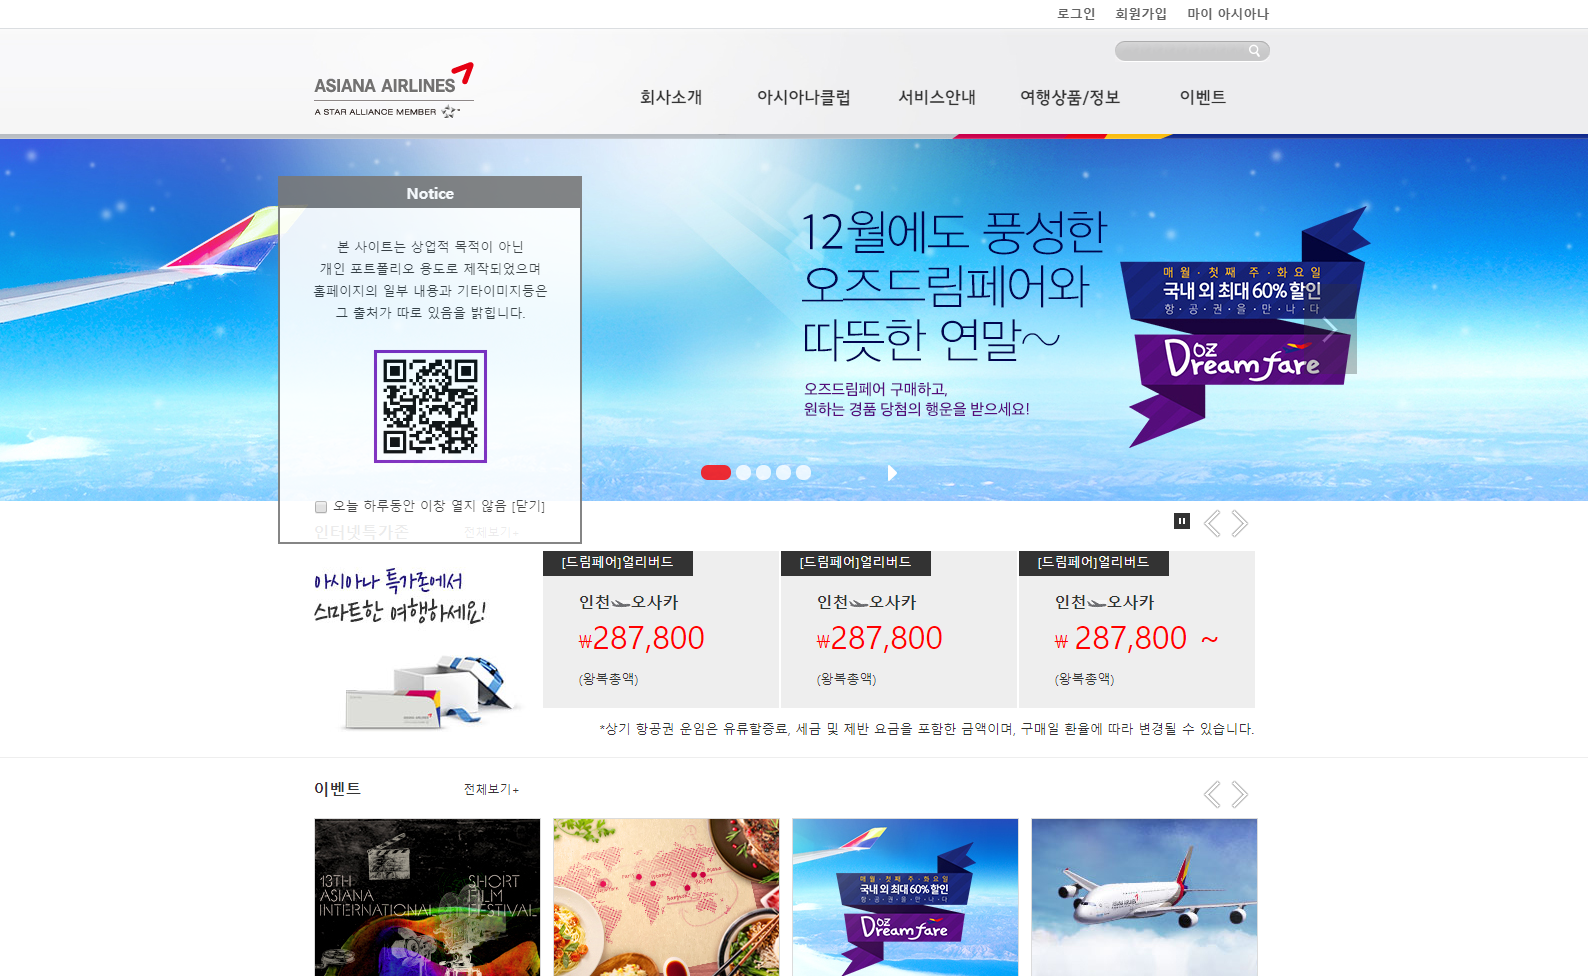 로그인 회원가입 마이 아시아나
ASIANA AIRLINES
A STAR ALLIANCE MEMBER
회사소개 아시아나클럽 서비스안내 여행상품/정보 이벤트
Notice
본 사이트는 상업적 목적이 아닌
개인 포트폴리오 용도로 제작되었으며
홈페이지의 일부 내용과 기타이미지등은
그 출처가 따로 있음을 밝힙니다.
오늘 하루동안 이창 열지 않음 [닫기]
12월에도 풍성한
오즈드림페어와
따뜻한 연말~
오즈드림페어 구매하고,
원하는 경품 당첨의 행운을 받으세요!
매월·첫째 주·화요일
국내 외 최대 60% 할인
항·공·권·을·만·나·다
OZ
Dreamfare
인터넷특가존 전체보기+
아시아나 특가존에서
스마트한 여행하세요!
ASIANA AIRLINES
[드림페어]얼리버드
인천 오사카
₩287,800
(왕복총액)
[드림페어]얼리버드
인천 오사카
₩287,800
(왕복총액)
[드림페어]얼리버드
인천 오사카
₩ 287,800 ~
(왕복총액)
*상기 항공권 운임은 유류할증료, 세금 및 제반 요금을 포함한 금액이며, 구매일 환율에 따라 변경될 수 있습니다.
이벤트 전체보기+
13TH
ASIANA
INTERNATIONAL
SHORT
FILM
FESTIVAL
매월·첫째 주·화요일
국내 외 최대 60% 할인
항·공·권·을·만·나·다
OZ
Dreamfare
ASIANA AIRLINES